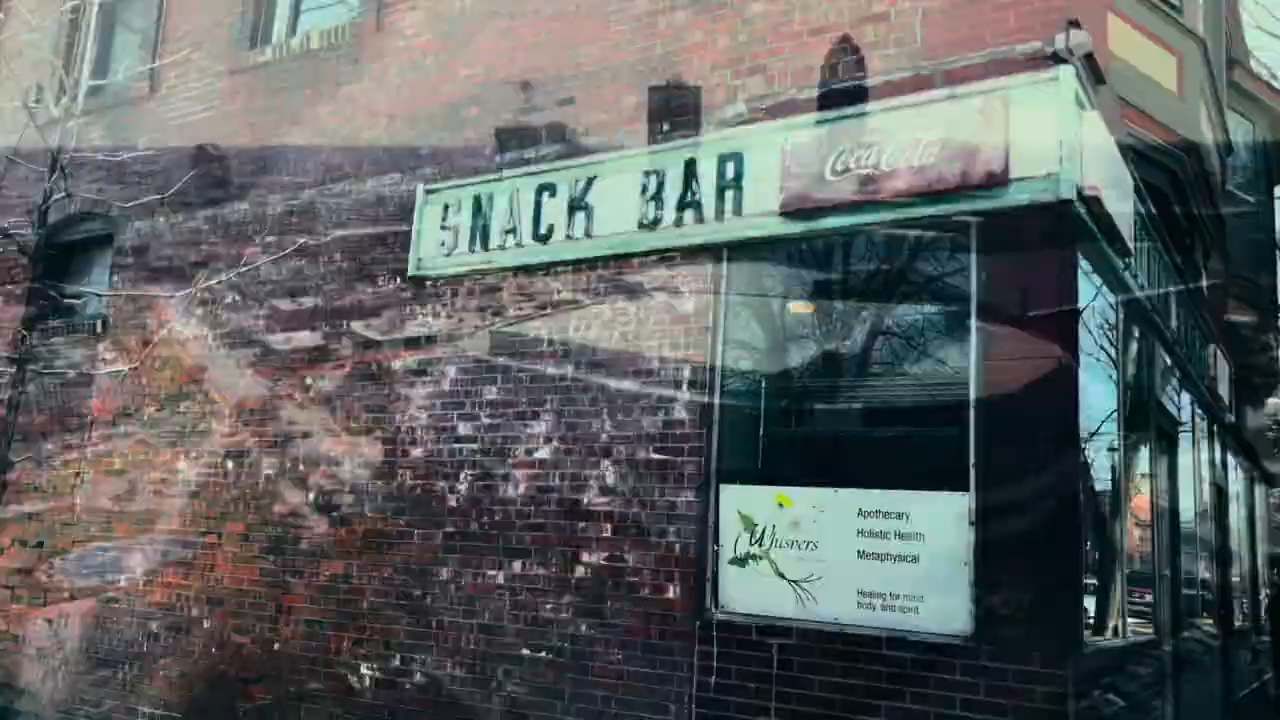 SNACK BAR
Coca-Cola
Whispers
Apothecary
Holistic Health
Metaphysical
Healing for mind
body, and spirit